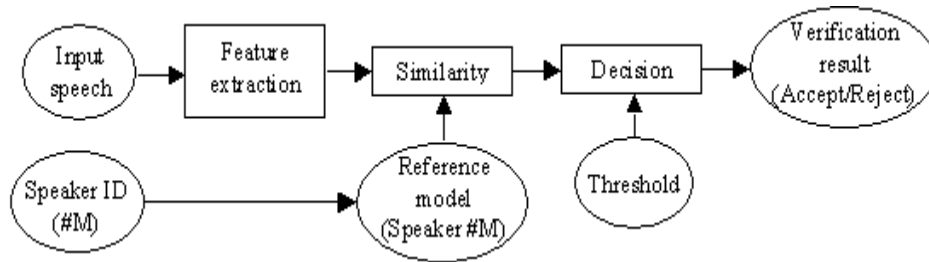 Input
speech
Feature
extraction
Similarity
Decision
Verification
result
(Accept/Reject)
Speaker ID
(#M)
Reference
model
(Speaker #M)
Threshold